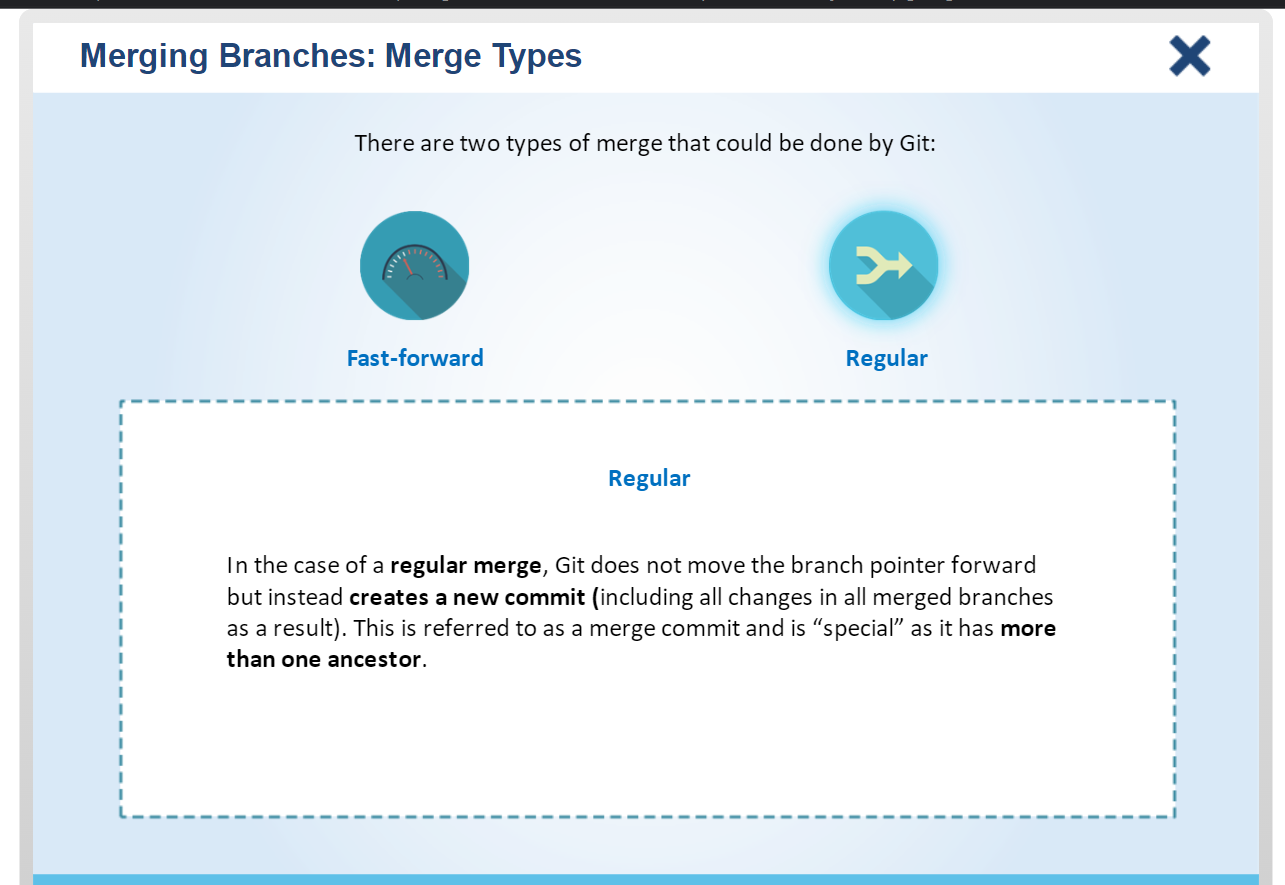 Merging Branches: Merge Types
There are two types of merge that could be done by Git:
Fast-forward
Regular
Regular
In the case of a regular merge, Git does not move the branch pointer forward
but instead creates a new commit (including all changes in all merged branches
as a result). This is referred to as a merge commit and is “special” as it has more
than one ancestor.